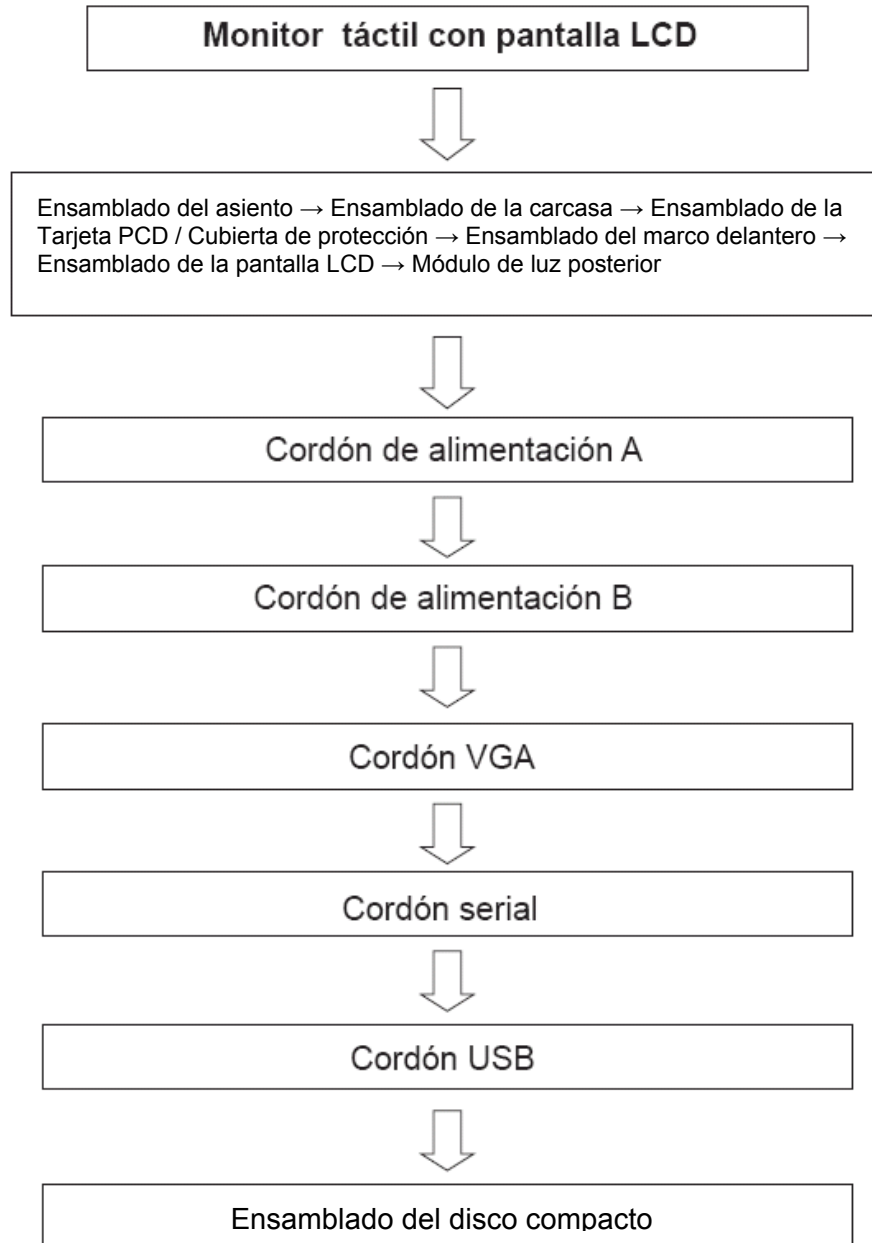 Monitor táctil con pantalla LCD
Ensamblado del asiento → Ensamblado de la carcasa → Ensamblado de la
Tarjeta PCD / Cubierta de protección → Ensamblado del marco delantero →
Ensamblado de la pantalla LCD → Módulo de luz posterior
Cordón de alimentación A
Cordón de alimentación B
Cordón VGA
Cordón serial
Cordón USB
Ensamblado del disco compacto